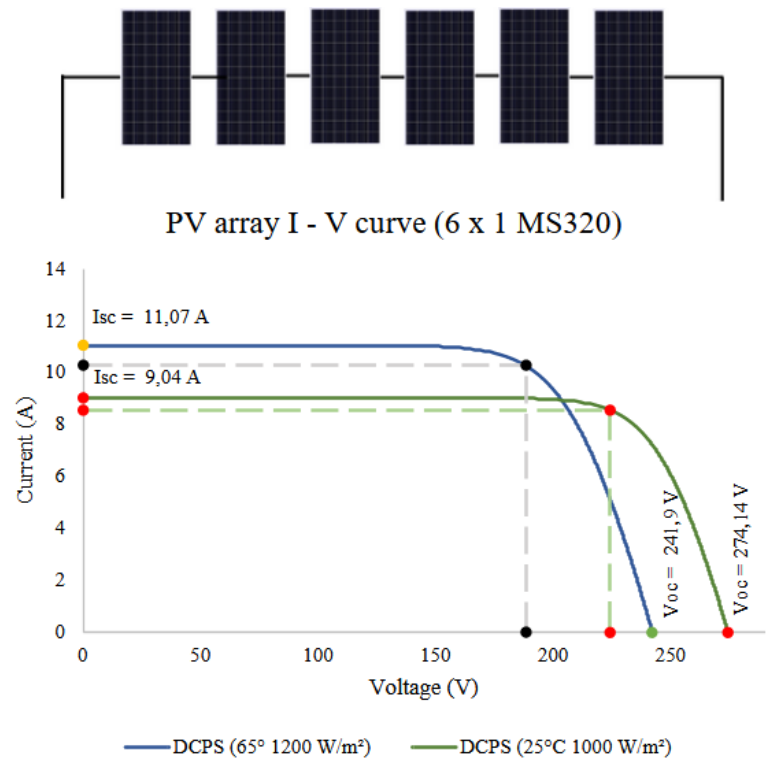 PV array I - V curve (6 x 1 MS320)
14
Isc =  11,07 A
12
10
Isc =  9,04 A
8
6
4
2
0
Current (A)
Voc =  241,9 V
Voc =  274,14 V
0
50
100
150
200
250
Voltage (V)
DCPS (65° 1200 W/m²)
DCPS (25°C 1000 W/m²)